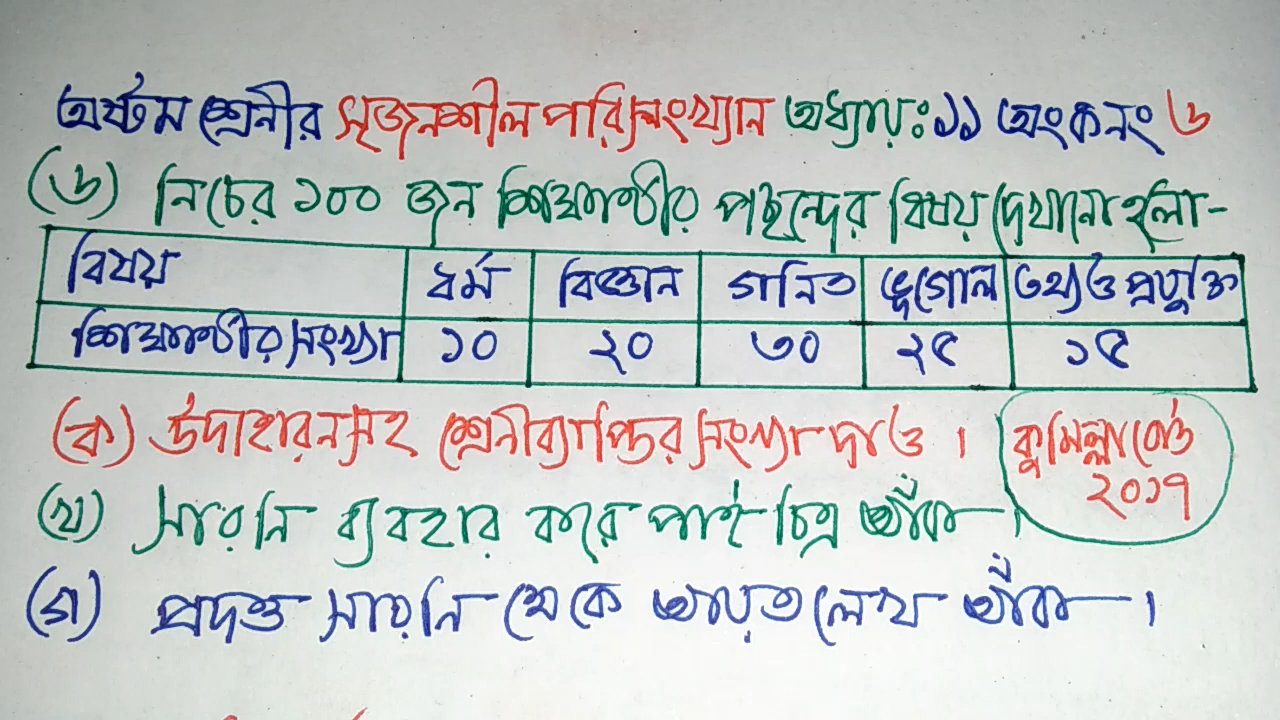 অষ্টম শ্রেনীর সৃজনশীল পরিসংখ্যান অধ্যায়ঃ ১১ অংক নং ৬
(৬) নিচের ১০০ জন শিক্ষার্থীর পছন্দের বিষয় দেখানো হলো-
বিষয় ধর্ম বিজ্ঞান গনিত ভূগোল তথ্য ও প্রযুক্তি
শিক্ষার্থীর সংখ্যা ১০ ২০ ৩০ ২৫ ১৫
(ক) উদাহারনসহ শ্রেনীব্যাপ্তির সংজ্ঞা দাও ।
কুমিল্লা বোর্ড
২০১৭
(খ) সারনি ব্যবহার করে পাই চিত্র আঁক ।
(গ) প্রদত্ত সারনি থেকে আয়তলেখ আঁক ।